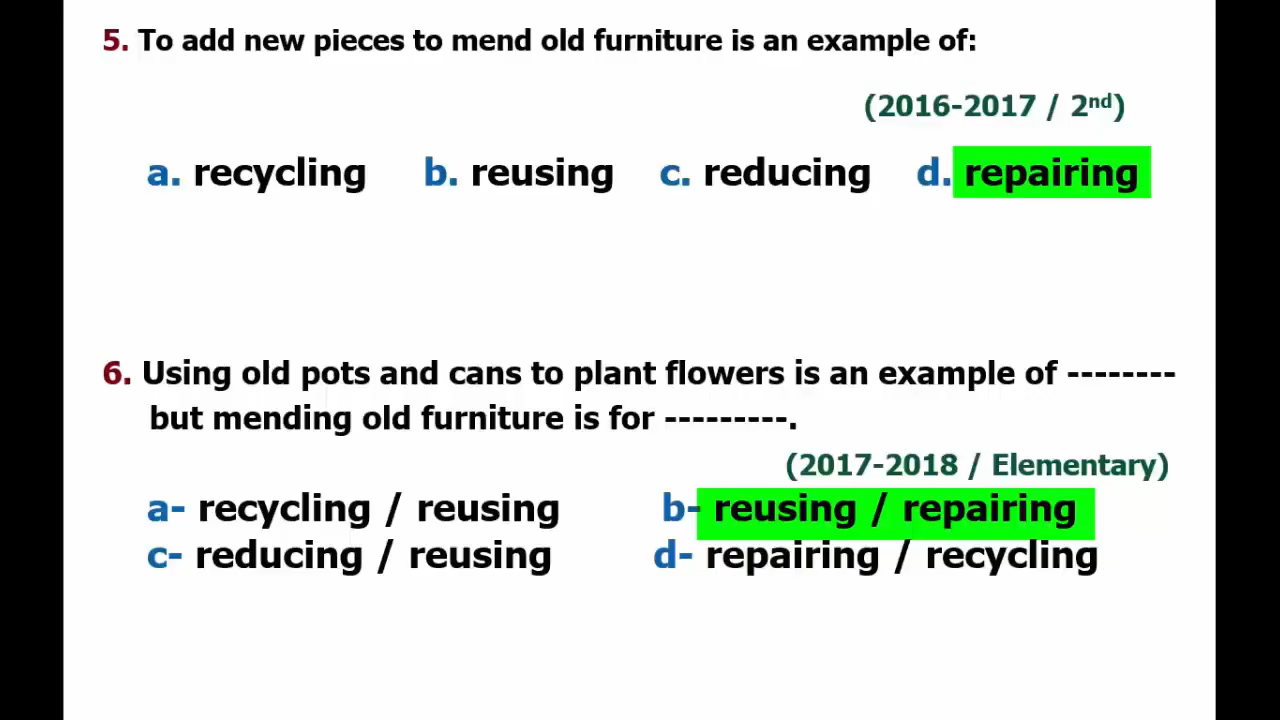 5. To add new pieces to mend old furniture is an example of:
(2016-2017 / 2nd)
a. recycling b. reusing c. reducing d. repairing
6. Using old pots and cans to plant flowers is an example of --------
but mending old furniture is for ---------.
(2017-2018 / Elementary)
a- recycling / reusing b- reusing / repairing
c- reducing / reusing d- repairing / recycling